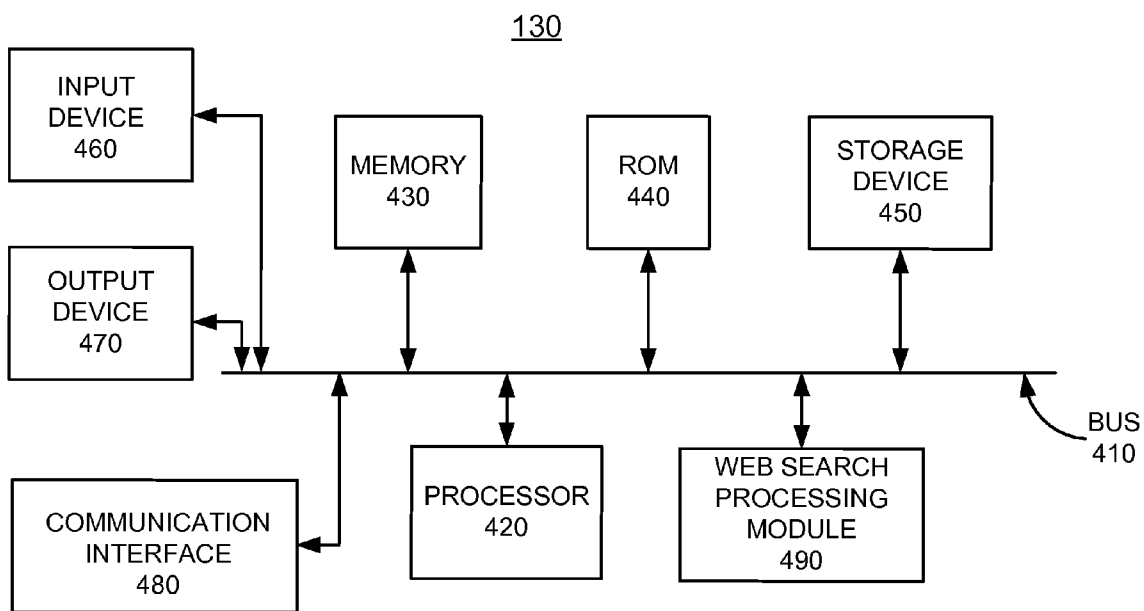 130
INPUT
DEVICE
460
MEMORY
430
ROM
440
STORAGE
DEVICE
450
OUTPUT
DEVICE
470
BUS
410
COMMUNICATION
INTERFACE
480
PROCESSOR
420
WEB SEARCH
PROCESSING
MODULE
490